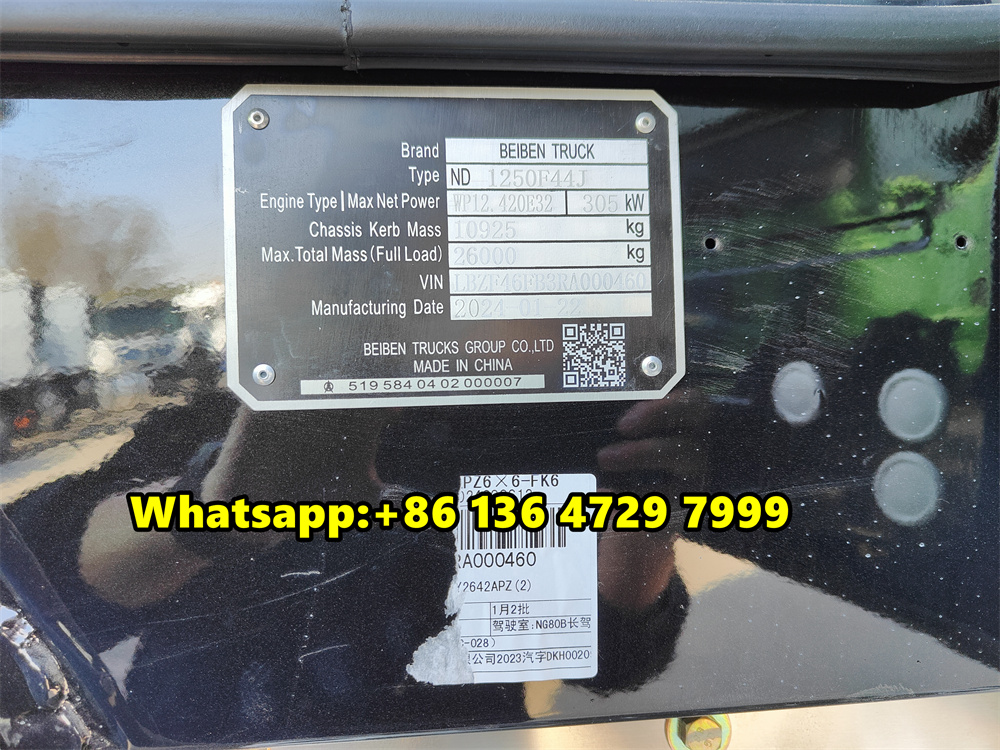 Brand BEIBEN TRUCK
Type ND 1250F44J
Engine Type|Max Net Power WP12.420E32 305 kW
Chassis Kerb Mass 10925 kg
Max.Total Mass(Full Load) 26000 kg
VIN
Manufacturing Date 2024 01 22
BEIBEN TRUCKS GROUP CO.,LTD
MADE IN CHINA
519 584 04 02 000007
PZ6×6-FK6
Whatsapp:+86 136 4729 7999
RA000460
2642APZ(2)
1月2批
驾驶室:NG80B长驾
-028)
限公司2023汽字DKH0020